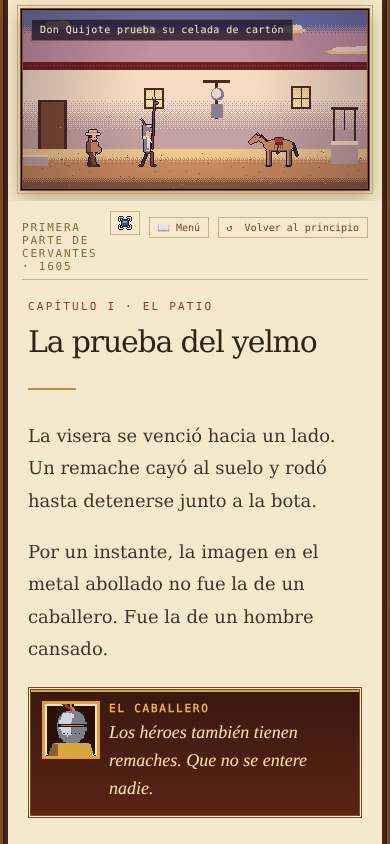 Don Quijote prueba su celada de cartón
PRIMERA
PARTE DE
CERVANTES
· 1605
📖 Menú
↺ Volver al principio
CAPÍTULO I · EL PATIO
La prueba del yelmo
La visera se venció hacia un lado.
Un remache cayó al suelo y rodó
hasta detenerse junto a la bota.
Por un instante, la imagen en el
metal abollado no fue la de un
caballero. Fue la de un hombre
cansado.
EL CABALLERO
Los héroes también tienen
remaches. Que no se entere
nadie.